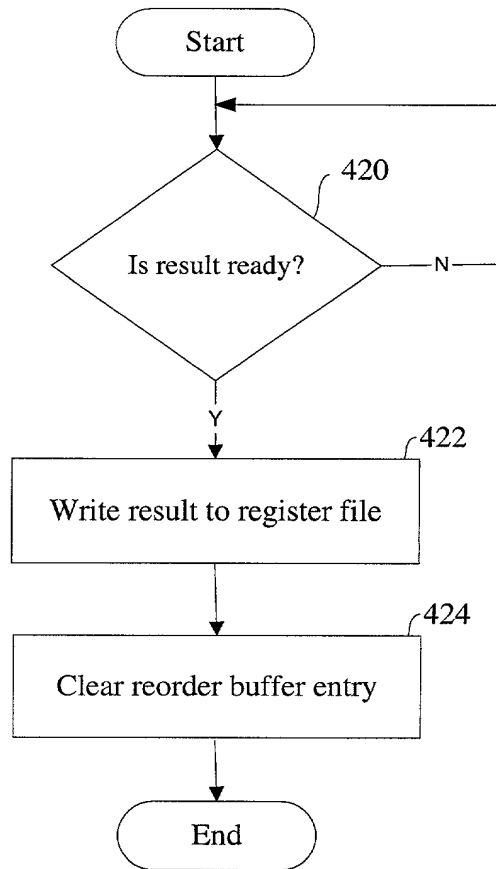 Start
420
Is result ready?
N
Y
422
Write result to register file
424
Clear reorder buffer entry
End